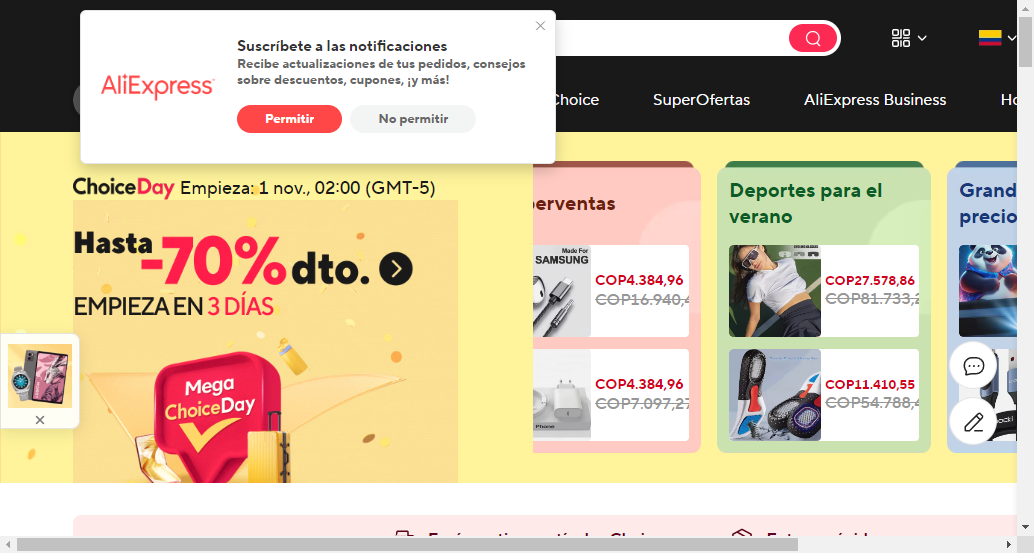 Suscríbete a las notificaciones
Recibe actualizaciones de tus pedidos, consejos
sobre descuentos, cupones, ¡y más!
AliExpress
Permitir
No permitir
Choice
SuperOfertas
AliExpress Business
ChoiceDay Empieza: 1 nov., 02:00 (GMT-5)
Hasta
-70% dto.
EMPIEZA EN 3 DÍAS
Mega
ChoiceDay
Made For
SAMSUNG
COP4.384,96
COP16.940,4
iPhone
COP4.384,96
COP7.097,27
Deportes para el
verano
COP27.578,86
COP81.733,2
COP11.410,55
COP54.788,4
Grand
precio